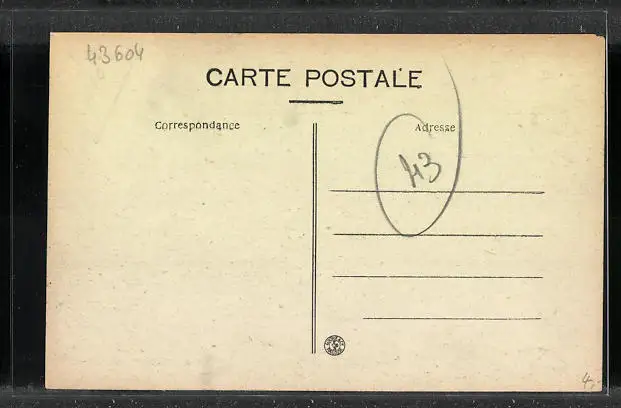 43604
CARTE POSTALE
Correspondance
Adresse
43
4,-